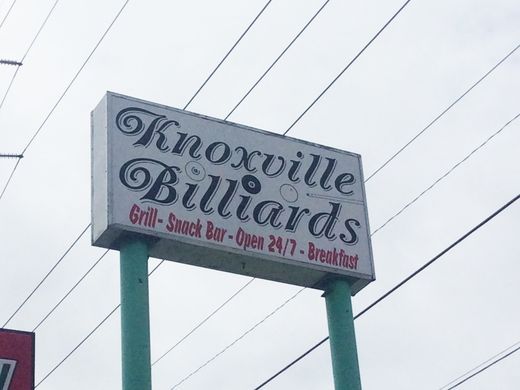 Knoxville
Billiards
Grill- Snack Bar - Open 24/7 - Breakfast